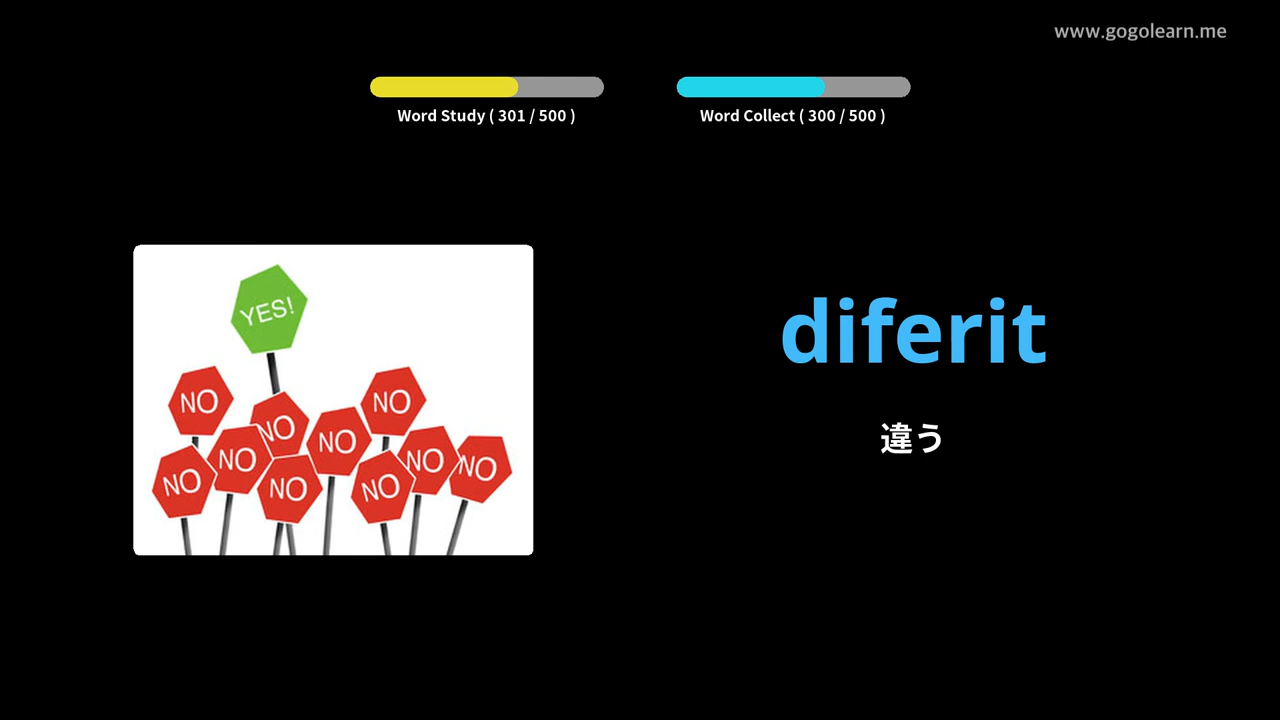 www.gogolearn.me
Word Study ( 301 / 500 )
Word Collect ( 300 / 500 )
YES!
NO
NO
NO
NO
NO
NO
NO
NO
NO
NO
diferit
違う